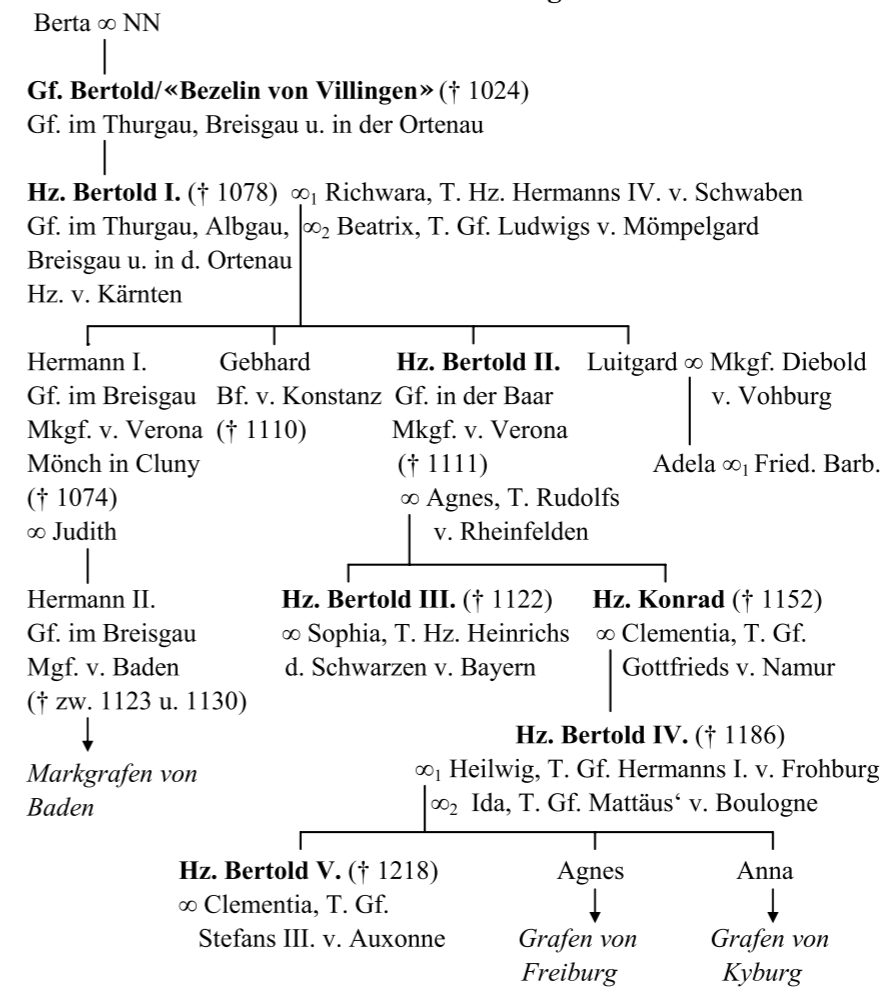 Berta ∞ NN
Gf. Bertold/«Bezelin von Villingen» († 1024)
Gf. im Thurgau, Breisgau u. in der Ortenau
Hz. Bertold I. († 1078) ∞1 Richwara, T. Hz. Hermanns IV. v. Schwaben
Gf. im Thurgau, Albgau, ∞2 Beatrix, T. Gf. Ludwigs v. Mömpelgard
Breisgau u. in d. Ortenau
Hz. v. Kärnten
Hermann I.
Gf. im Breisgau
Mkgf. v. Verona
Mönch in Cluny
(† 1074)
∞ Judith
Gebhard
Bf. v. Konstanz
(† 1110)
Hz. Bertold II.
Gf. in der Baar
Mkgf. v. Verona
(† 1111)
∞ Agnes, T. Rudolfs
v. Rheinfelden
Luitgard ∞ Mkgf. Diebold
v. Vohburg
Adela ∞1 Fried. Barb.
Hermann II.
Gf. im Breisgau
Mgf. v. Baden
(† zw. 1123 u. 1130)
Markgrafen von
Baden
Hz. Bertold III. († 1122)
∞ Sophia, T. Hz. Heinrichs
d. Schwarzen v. Bayern
Hz. Konrad († 1152)
∞ Clementia, T. Gf.
Gottfrieds v. Namur
Hz. Bertold IV. († 1186)
∞1 Heilwig, T. Gf. Hermanns I. v. Frohburg
∞2 Ida, T. Gf. Mattäus‘ v. Boulogne
Hz. Bertold V. († 1218)
∞ Clementia, T. Gf.
Stefans III. v. Auxonne
Agnes
Grafen von
Freiburg
Anna
Grafen von
Kyburg